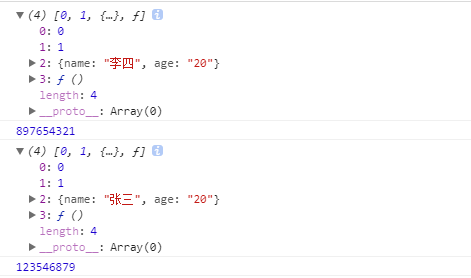 ▼(4) [0, 1, {…}, ƒ] i
0: 0
1: 1
▶2: {name: "李四", age: "20"}
▶3: ƒ ()
length: 4
▶__proto__: Array(0)
897654321
▼(4) [0, 1, {…}, ƒ] i
0: 0
1: 1
▶2: {name: "张三", age: "20"}
▶3: ƒ ()
length: 4
▶__proto__: Array(0)
123546879